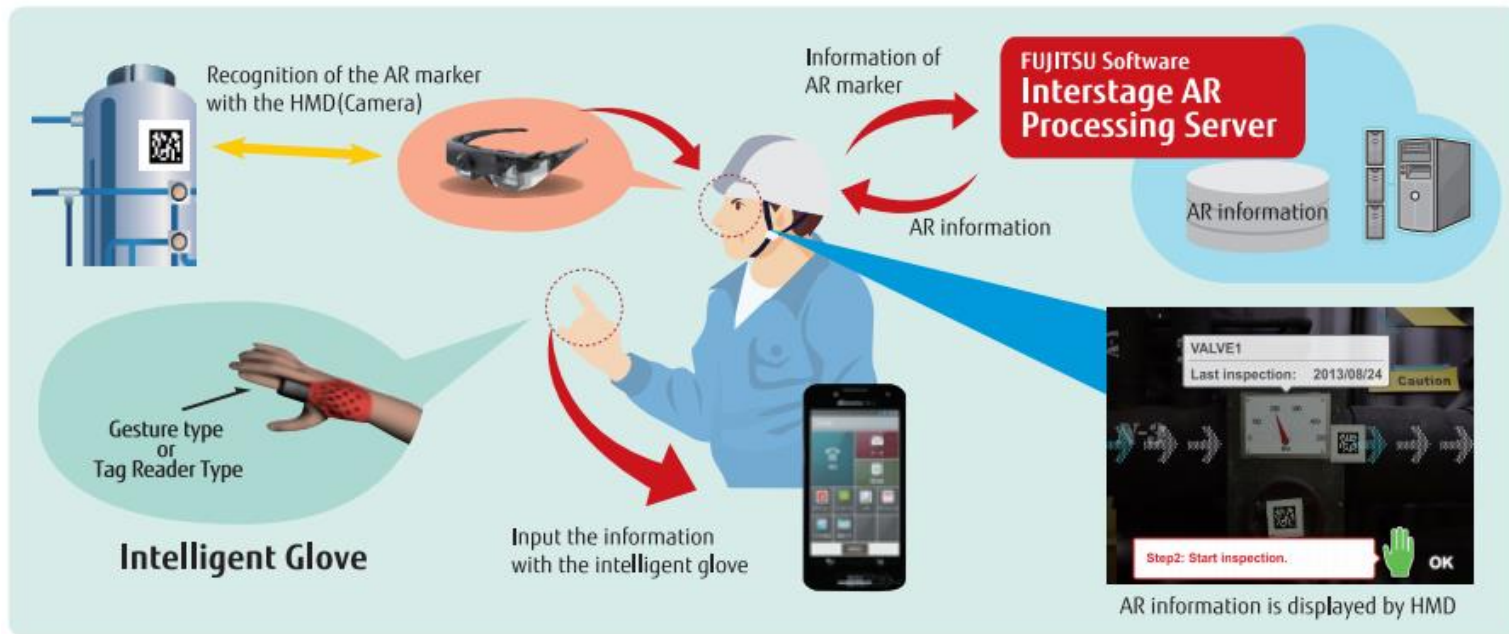 Recognition of the AR marker
with the HMD(Camera)
Information of
AR marker
FUJITSU Software
Interstage AR
Processing Server
AR information
AR information
Gesture type
or
Tag Reader Type
Intelligent Glove
Input the information
with the intelligent glove
VALVE1
Last inspection: 2013/08/24
Caution
Step2: Start inspection.
OK
AR information is displayed by HMD